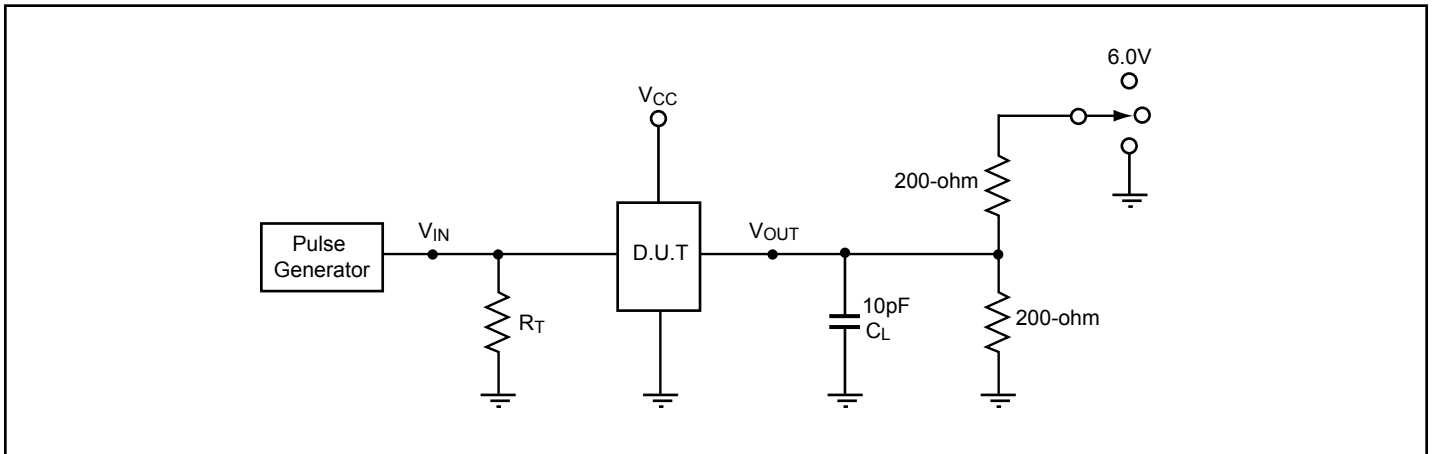 6.0V
VCC
200-ohm
Pulse
Generator
VIN
D.U.T
VOUT
RT
10pF
CL
200-ohm